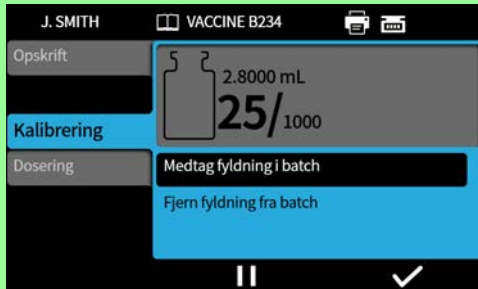 J. SMITH VACCINE B234
Opskrift
2.8000 mL
25/1000
Kalibrering
Dosering
Medtag fyldning i batch
Fjern fyldning fra batch